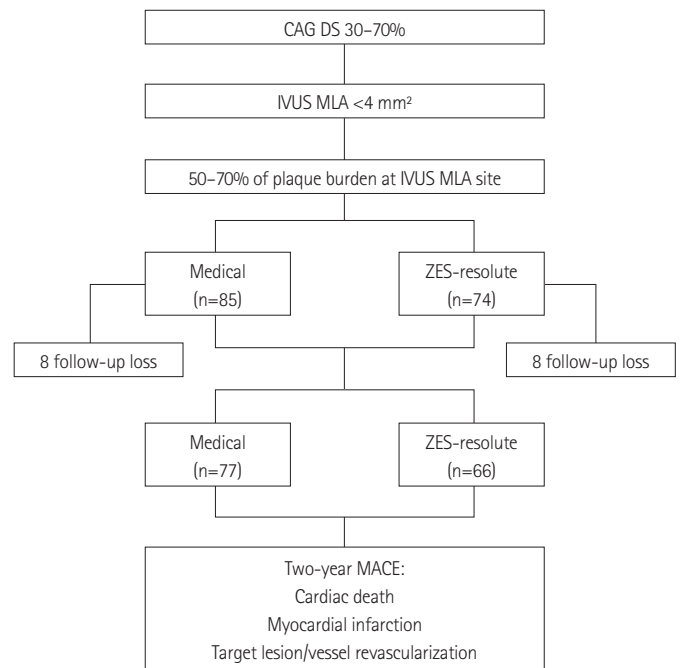 CAG DS 30–70%
IVUS MLA <4 mm²
50–70% of plaque burden at IVUS MLA site
Medical
(n=85)
ZES-resolute
(n=74)
8 follow-up loss
8 follow-up loss
Medical
(n=77)
ZES-resolute
(n=66)
Two-year MACE:
Cardiac death
Myocardial infarction
Target lesion/vessel revascularization